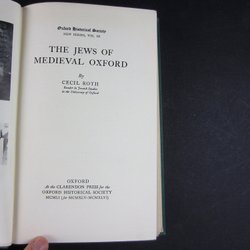 Oxford Historical Society
NEW SERIES, VOL. IX
THE JEWS OF
MEDIEVAL OXFORD
By
CECIL ROTH
Reader in Jewish Studies
in the University of Oxford
OXFORD
At the CLARENDON PRESS for the
OXFORD HISTORICAL SOCIETY
MCMLI (for MCMXLV–MCMXLVI)